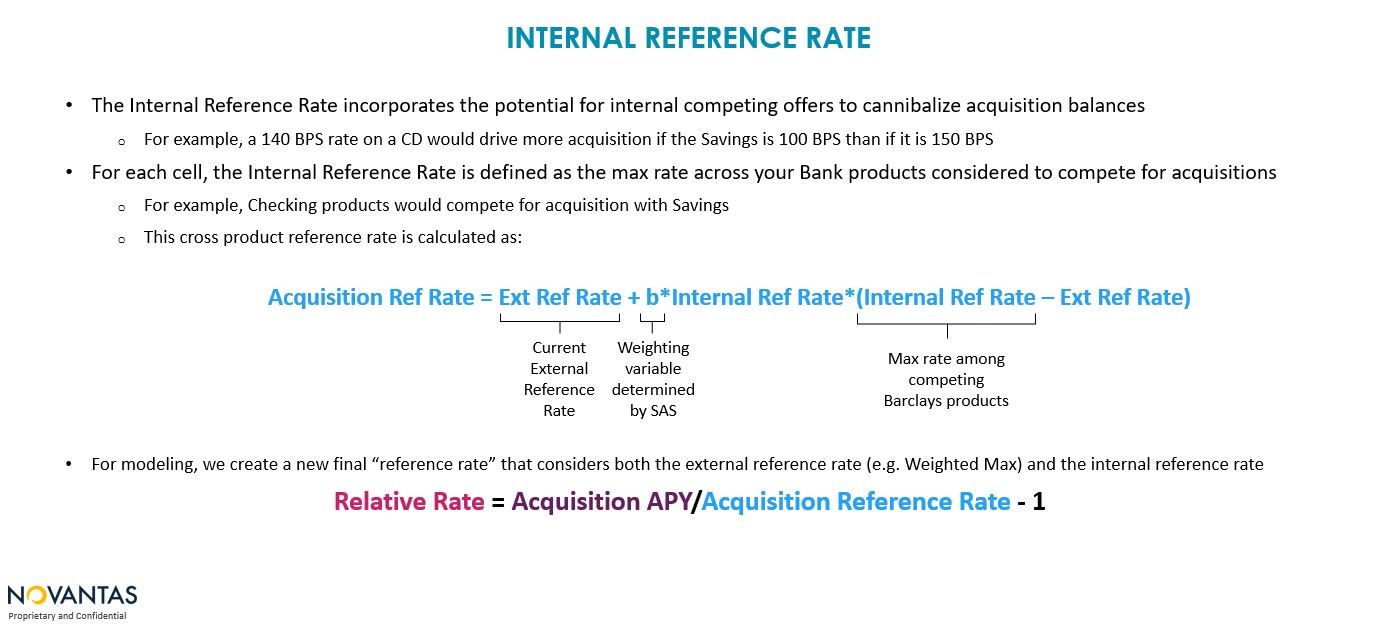 INTERNAL REFERENCE RATE
• The Internal Reference Rate incorporates the potential for internal competing offers to cannibalize acquisition balances
o For example, a 140 BPS rate on a CD would drive more acquisition if the Savings is 100 BPS than if it is 150 BPS
• For each cell, the Internal Reference Rate is defined as the max rate across your Bank products considered to compete for acquisitions
o For example, Checking products would compete for acquisition with Savings
o This cross product reference rate is calculated as:
Acquisition Ref Rate = Ext Ref Rate + b*Internal Ref Rate*(Internal Ref Rate – Ext Ref Rate)
Current
External
Reference
Rate
Weighting
variable
determined
by SAS
Max rate among
competing
Barclays products
• For modeling, we create a new final “reference rate” that considers both the external reference rate (e.g. Weighted Max) and the internal reference rate
Relative Rate = Acquisition APY/Acquisition Reference Rate - 1
NOVANTAS
Proprietary and Confidential